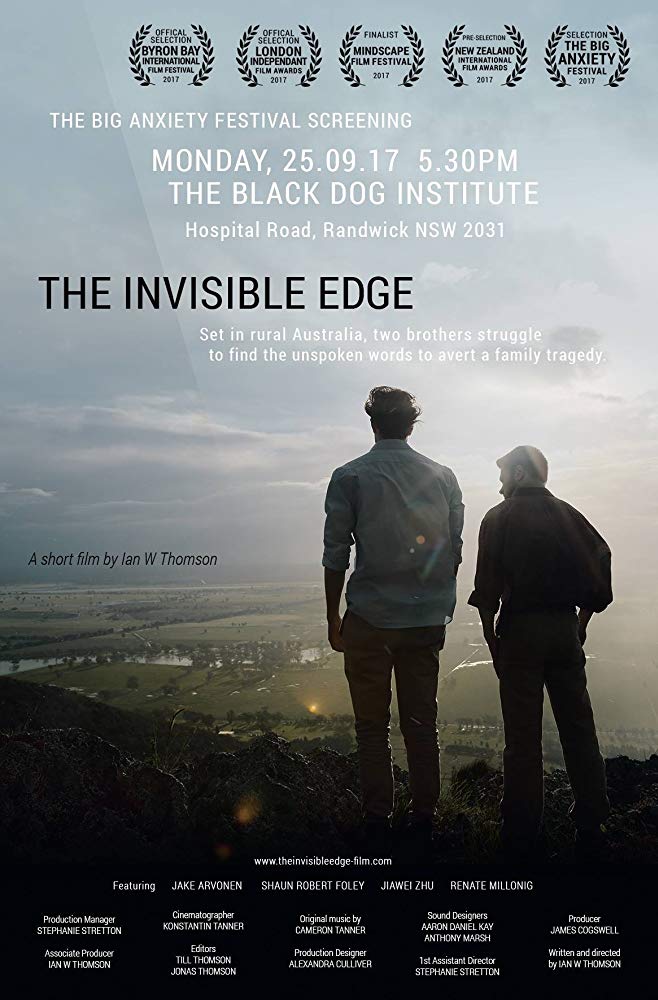 OFFICAL
SELECTION
BYRON BAY
INTERNATIONAL
FILM FESTIVAL
2017
OFFICAL
SELECTION
LONDON
INDEPENDANT
FILM AWARDS
2017
FINALIST
MINDSCAPE
FILM FESTIVAL
2017
PRE-SELECTION
NEW ZEALAND
INTERNATIONAL
FILM AWARDS
2017
SELECTION
THE BIG
ANXIETY
FESTIVAL
2017
THE BIG ANXIETY FESTIVAL SCREENING
MONDAY, 25.09.17 5.30PM
THE BLACK DOG INSTITUTE
Hospital Road, Randwick NSW 2031
THE INVISIBLE EDGE
Set in rural Australia, two brothers struggle
to find the unspoken words to avert a family tragedy.
A short film by Ian W Thomson
www.theinvisibleedge-film.com
Featuring JAKE ARVONEN SHAUN ROBERT FOLEY JIAWEI ZHU RENATE MILLONIG
Production Manager
STEPHANIE STRETTON
Cinematographer
KONSTANTIN TANNER
Original music by
CAMERON TANNER
Sound Designers
AARON DANIEL KAY
ANTHONY MARSH
Producer
JAMES COGSWELL
Associate Producer
IAN W THOMSON
Editors
TILL THOMSON
JONAS THOMSON
Production Designer
ALEXANDRA CULLIVER
1st Assistant Director
STEPHANIE STRETTON
Written and directed
by IAN W THOMSON